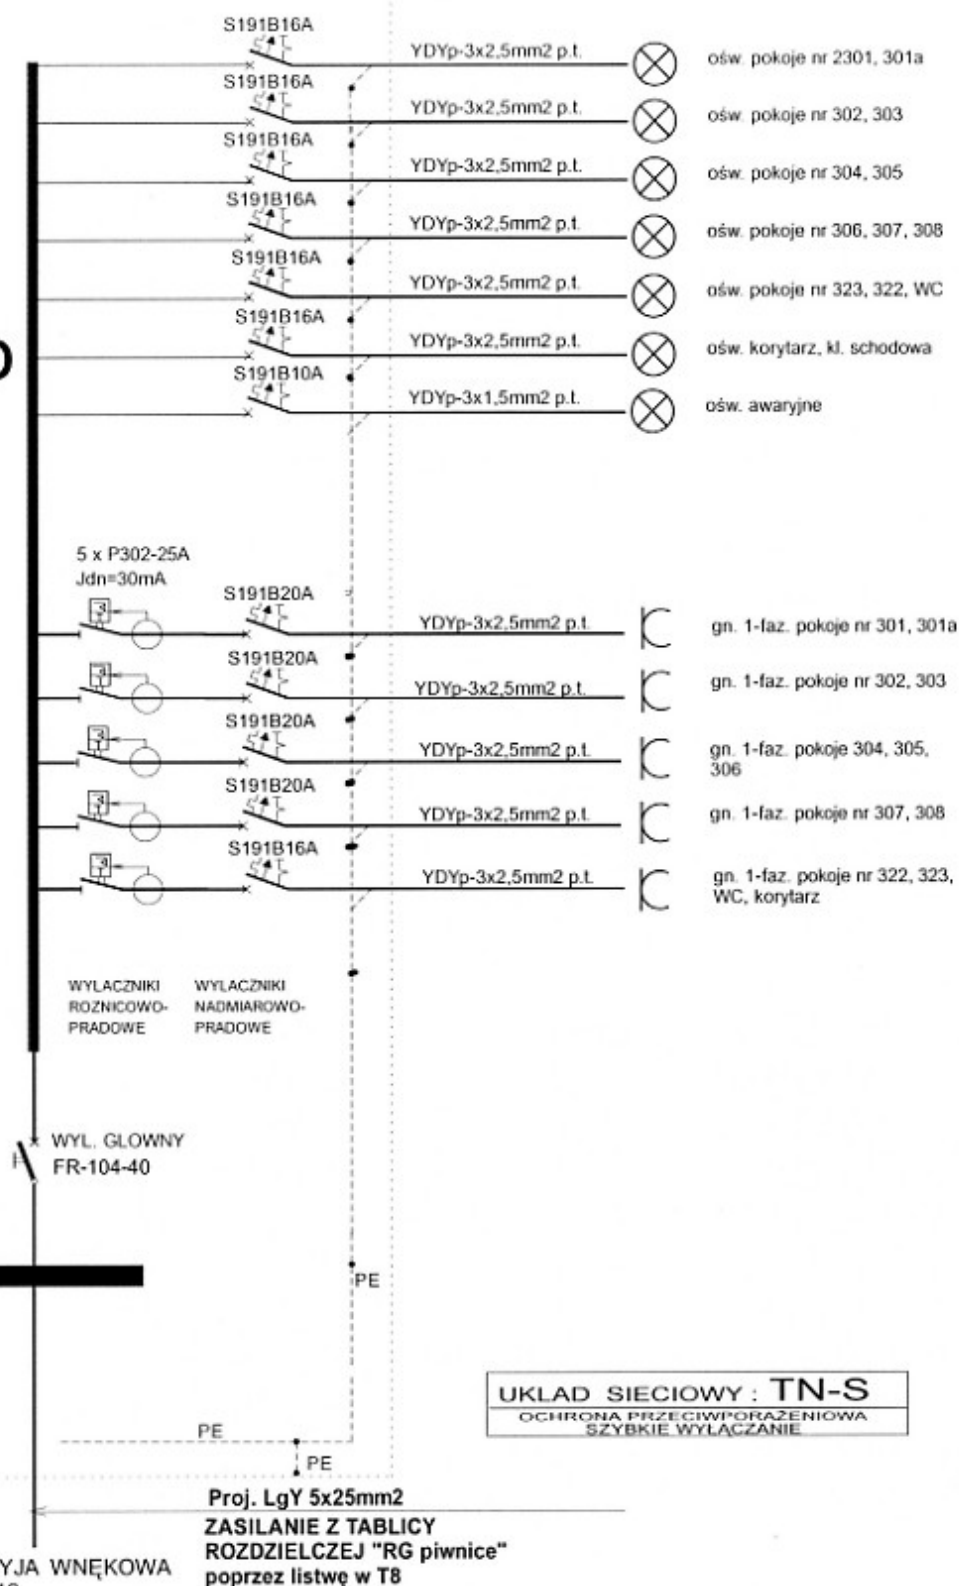 S191B16A
YDYp-3x2,5mm2 p.t.
ośw. pokoje nr 2301, 301a
S191B16A
YDYp-3x2,5mm2 p.t.
ośw. pokoje nr 302, 303
S191B16A
YDYp-3x2,5mm2 p.t.
ośw. pokoje nr 304, 305
S191B16A
YDYp-3x2,5mm2 p.t.
ośw. pokoje nr 306, 307, 308
S191B16A
YDYp-3x2,5mm2 p.t.
ośw. pokoje nr 323, 322, WC
S191B16A
YDYp-3x2,5mm2 p.t.
ośw. korytarz, kl. schodowa
S191B10A
YDYp-3x1,5mm2 p.t.
ośw. awaryjne
5 x P302-25A
Jdn=30mA
S191B20A
YDYp-3x2,5mm2 p.t.
gn. 1-faz. pokoje nr 301, 301a
S191B20A
YDYp-3x2,5mm2 p.t.
gn. 1-faz. pokoje nr 302, 303
S191B20A
YDYp-3x2,5mm2 p.t.
gn. 1-faz. pokoje 304, 305,
306
S191B20A
YDYp-3x2,5mm2 p.t.
gn. 1-faz. pokoje nr 307, 308
S191B16A
YDYp-3x2,5mm2 p.t.
gn. 1-faz. pokoje nr 322, 323,
WC, korytarz
WYLACZNIKI
ROZNICOWO-
PRADOWE
WYLACZNIKI
NADMIAROWO-
PRADOWE
WYL. GLOWNY
FR-104-40
PE
UKLAD SIECIOWY : TN-S
OCHRONA PRZECIWPORAŻENIOWA
SZYBKIE WYŁĄCZANIE
PE
PE
Proj. LgY 5x25mm2
ZASILANIE Z TABLICY
ROZDZIELCZEJ "RG piwnice"
poprzez listwę w T8
YJA WNĘKOWA